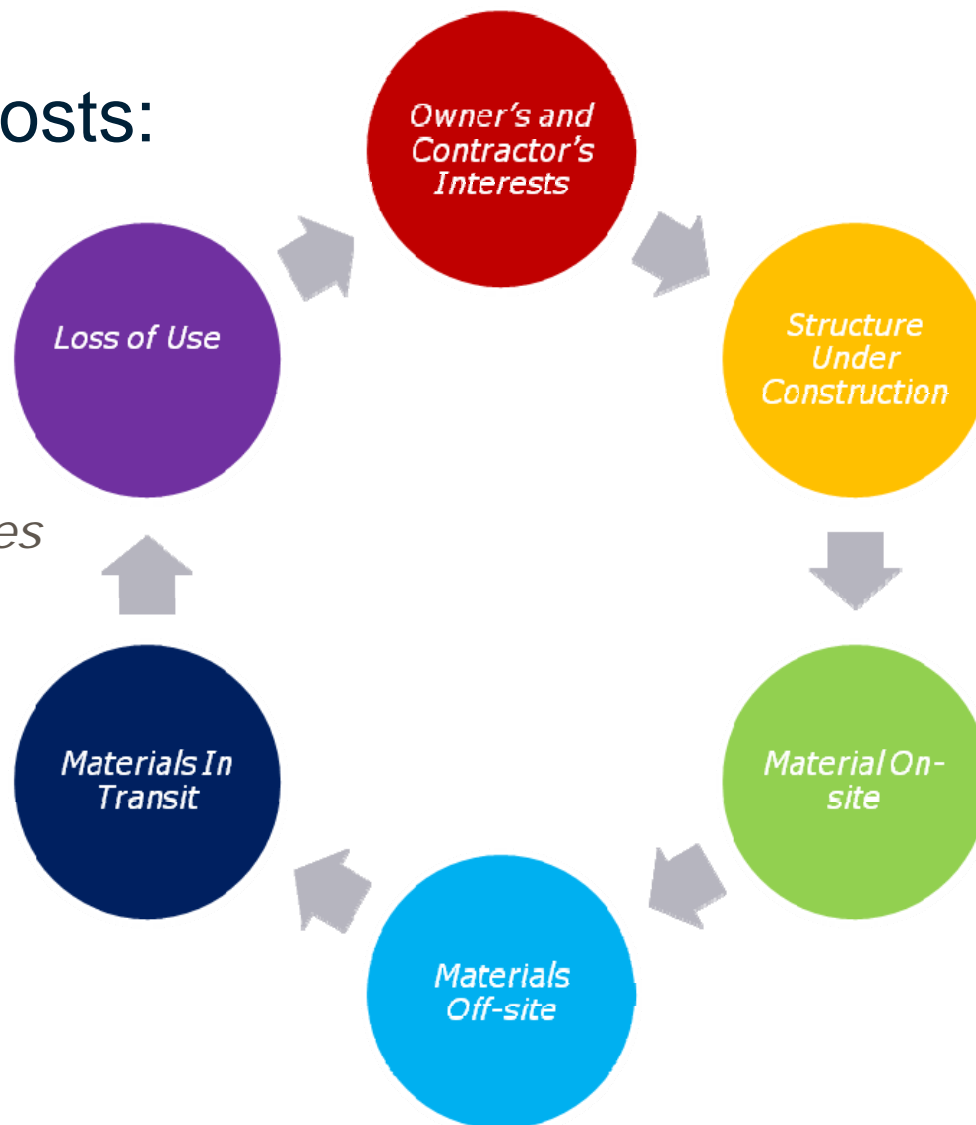 osts:
Owner's and
Contractor's
Interests
Structure
Under
Construction
Material On-
site
Materials
Off-site
Materials In
Transit
Loss of Use
es